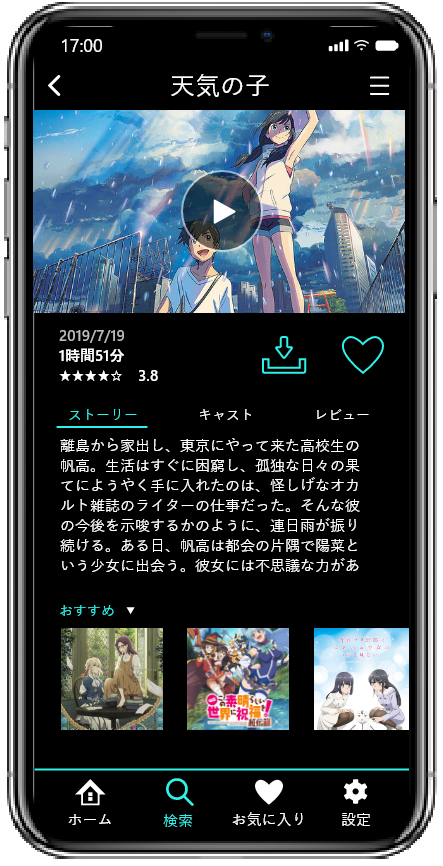 17:00
天気の子
2019/7/19
1時間51分
★★★★☆ 3.8
ストーリー キャスト レビュー
離島から家出し、東京にやって来た高校生の
帆高。生活はすぐに困窮し、孤独な日々の果
てにようやく手に入れたのは、怪しげなオカ
ルト雑誌のライターの仕事だった。そんな彼
の今後を示唆するかのように、連日雨が振り
続ける。ある日、帆高は都会の片隅で陽菜と
いう少女に出会う。彼女には不思議な力があ
おすすめ ▼
この素晴らしい
世界に祝福を!
紅伝説
ホーム 検索 お気に入り 設定